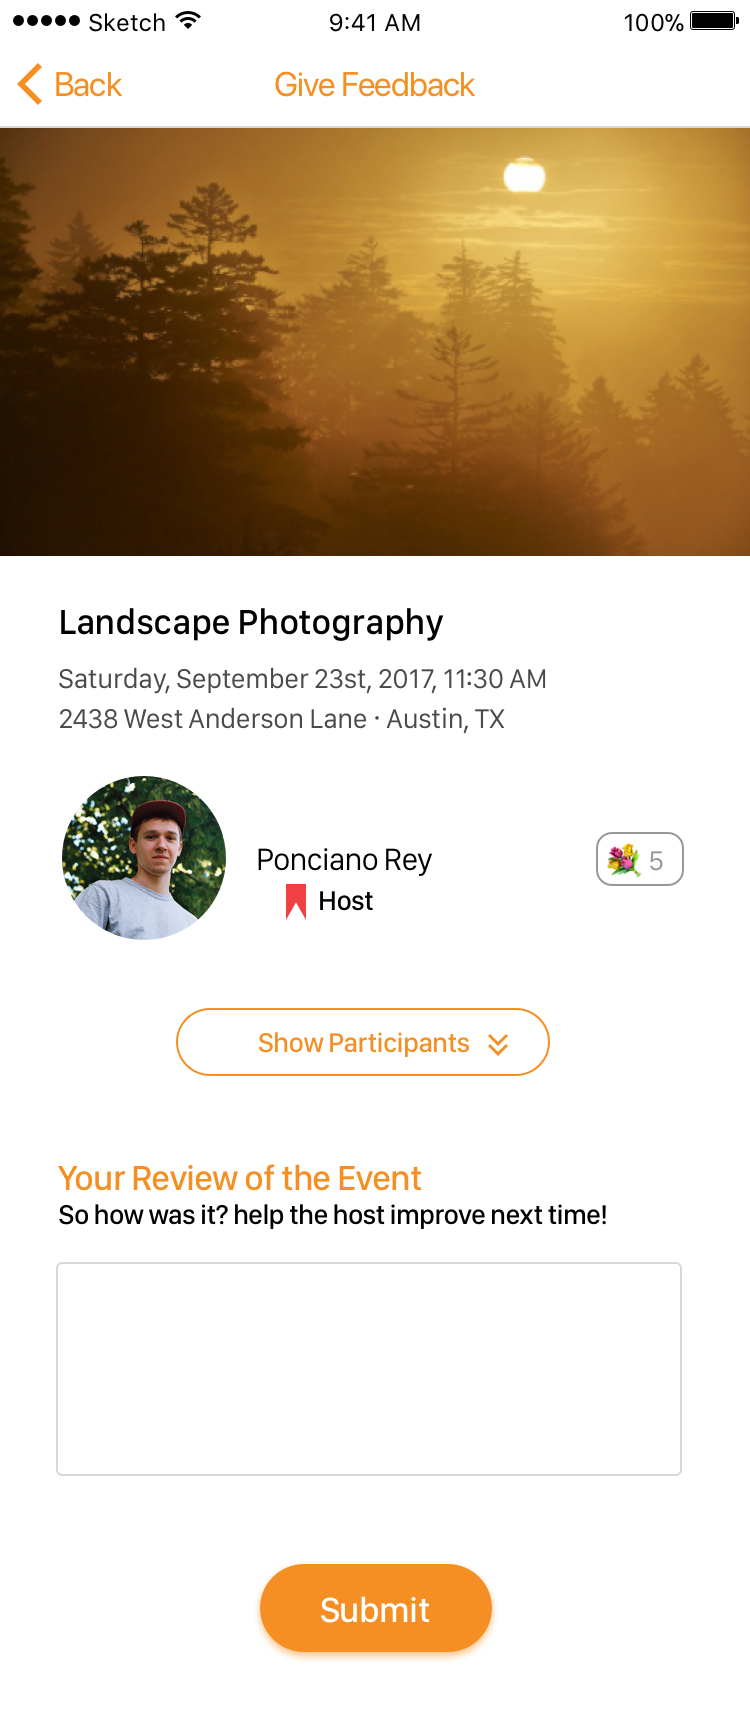 Sketch 9:41 AM 100%
Back Give Feedback
Landscape Photography
Saturday, September 23st, 2017, 11:30 AM
2438 West Anderson Lane · Austin, TX
Ponciano Rey
5
Host
Show Participants
Your Review of the Event
So how was it? help the host improve next time!
Submit